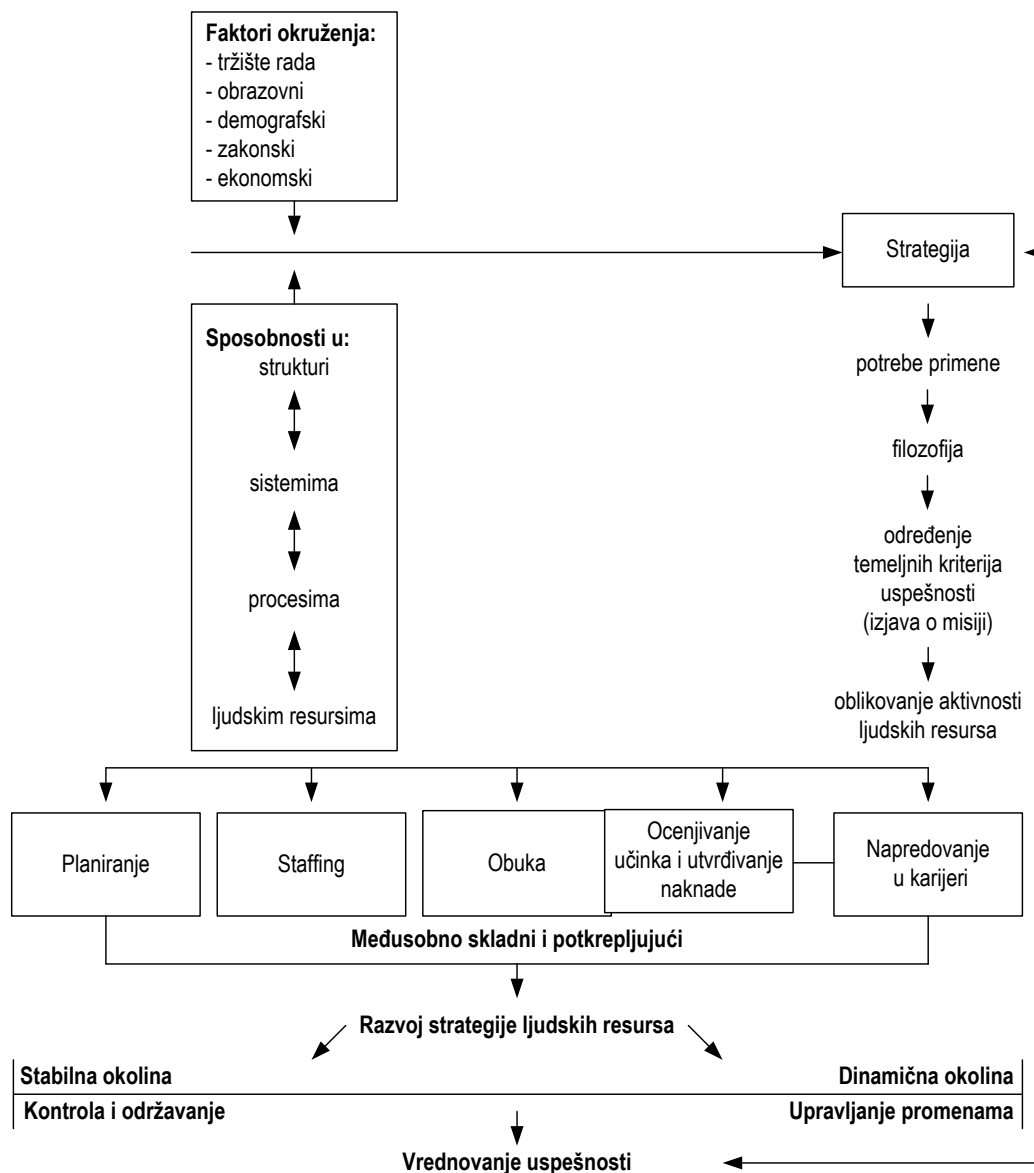 Faktori okruženja:
- tržište rada
- obrazovni
- demografski
- zakonski
- ekonomski
Strategija
Sposobnosti u:
strukturi
sistemima
procesima
ljudskim resursima
potrebe primene
filozofija
određenje
temeljnih kriterija
uspešnosti
(izjava o misiji)
oblikovanje aktivnosti
ljudskih resursa
Planiranje
Staffing
Obuka
Ocenjivanje
učinka i utvrđivanje
naknade
Napredovanje
u karijeri
Međusobno skladni i potkrepljujući
Razvoj strategije ljudskih resursa
Stabilna okolina
Dinamična okolina
Kontrola i održavanje
Upravljanje promenama
Vrednovanje uspešnosti